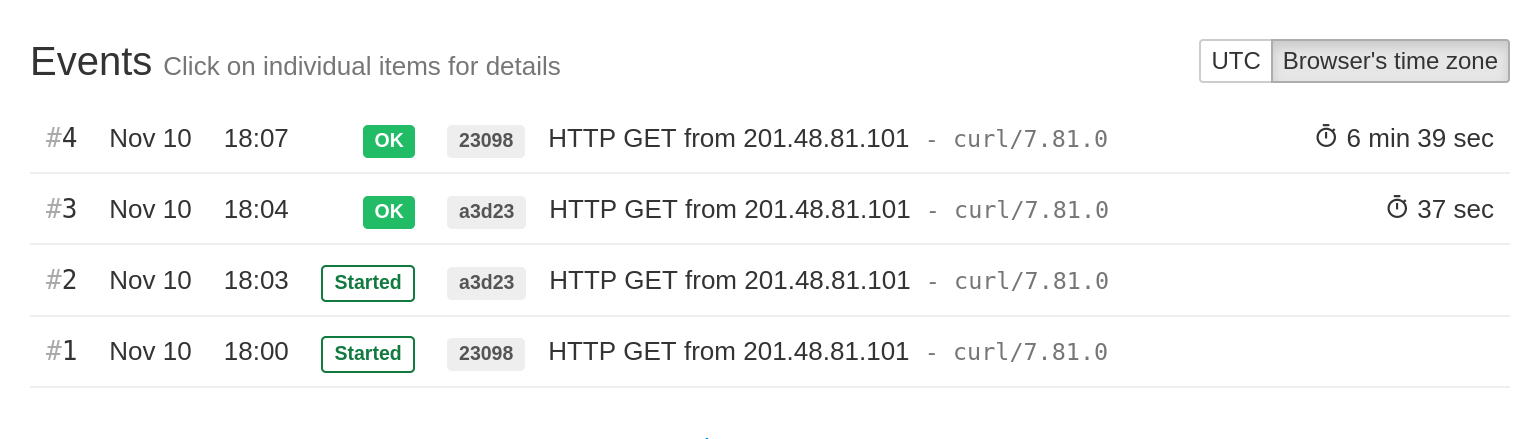 Events Click on individual items for details UTC Browser's time zone
#4 Nov 10 18:07 OK 23098 HTTP GET from 201.48.81.101 - curl/7.81.0 6 min 39 sec
#3 Nov 10 18:04 OK a3d23 HTTP GET from 201.48.81.101 - curl/7.81.0 37 sec
#2 Nov 10 18:03 Started a3d23 HTTP GET from 201.48.81.101 - curl/7.81.0
#1 Nov 10 18:00 Started 23098 HTTP GET from 201.48.81.101 - curl/7.81.0